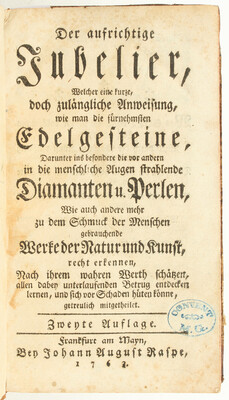 Der aufrichtige
Jubelier,
Welcher eine kurze,
doch zulängliche Anweisung,
wie man die fürnehmsten
Edelgesteine,
Darunter ins besondere die vor andern
in die menschliche Augen strahlende
Diamanten u. Perlen,
Wie auch andere mehr
zu dem Schmuck der Menschen
gebrauchende
Werke der Natur und Kunst,
recht erkennen,
Nach ihrem wahren Werth schätzen,
allen dabey unterlaufenden Betrug entdecken
lernen, und sich vor Schaden hüten könne,
getreulich mitgetheilet.
Zweyte Auflage.
CONVENT
M. G.
Frankfurt am Mayn,
Bey Johann August Raspe,